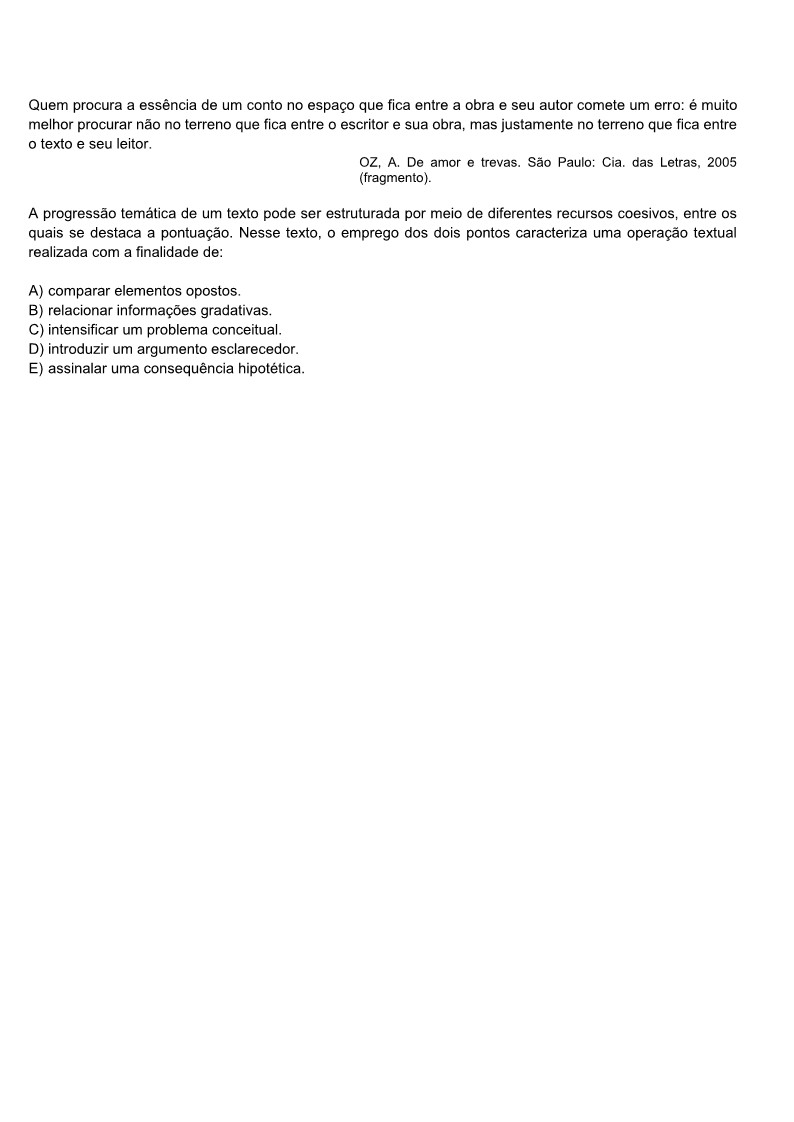 Quem procura a essência de um conto no espaço que fica entre a obra e seu autor comete um erro: é muito
melhor procurar não no terreno que fica entre o escritor e sua obra, mas justamente no terreno que fica entre
o texto e seu leitor.
OZ, A. De amor e trevas. São Paulo: Cia. das Letras, 2005
(fragmento).
A progressão temática de um texto pode ser estruturada por meio de diferentes recursos coesivos, entre os
quais se destaca a pontuação. Nesse texto, o emprego dos dois pontos caracteriza uma operação textual
realizada com a finalidade de:
A) comparar elementos opostos.
B) relacionar informações gradativas.
C) intensificar um problema conceitual.
D) introduzir um argumento esclarecedor.
E) assinalar uma consequência hipotética.